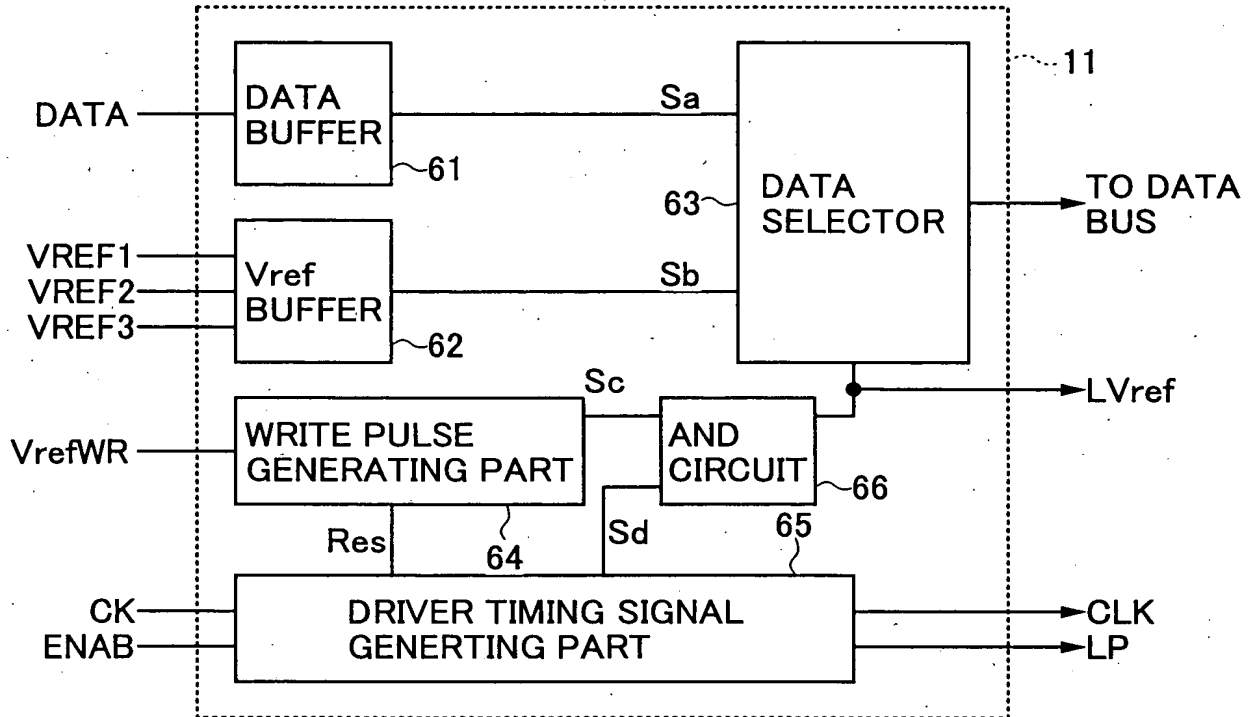 11
DATA
DATA
BUFFER
61
Sa
63
DATA
SELECTOR
TO DATA
BUS
VREF1
VREF2
VREF3
Vref
BUFFER
62
Sb
LVref
VrefWR
WRITE PULSE
GENERATING PART
64
Sc
AND
CIRCUIT
66
Res
Sd
65
CK
ENAB
DRIVER TIMING SIGNAL
GENERTING PART
CLK
LP